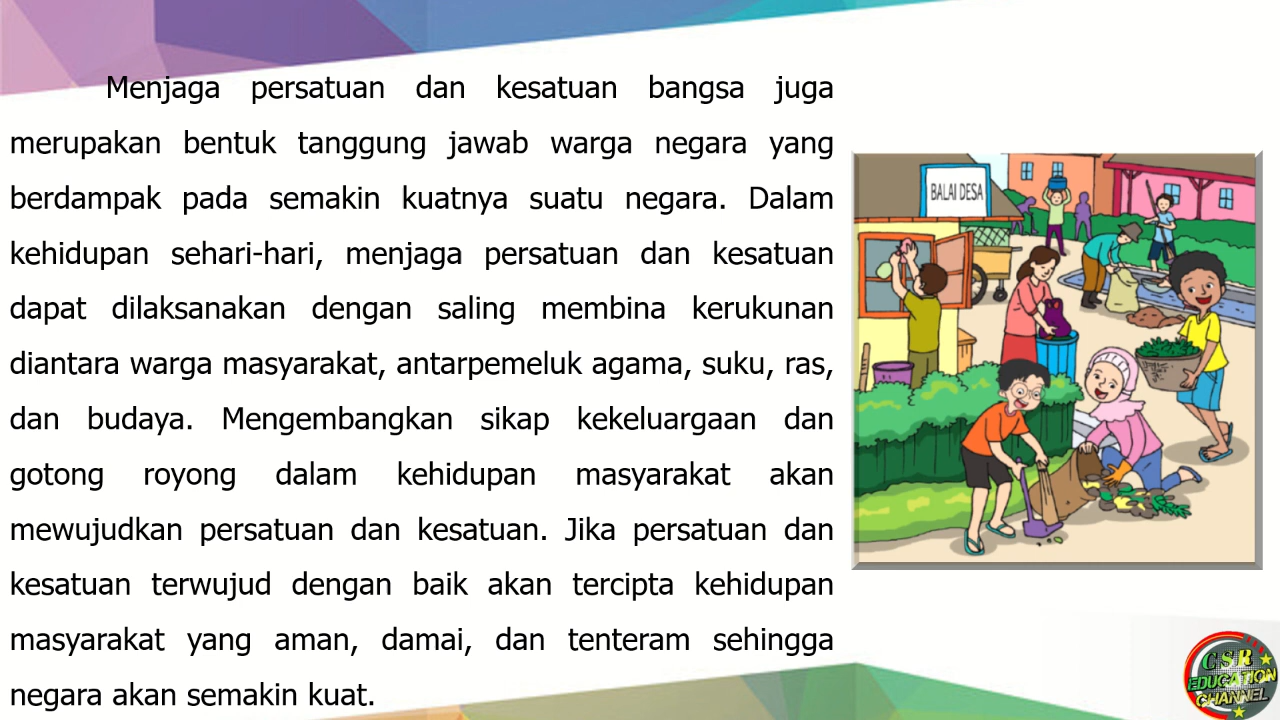 Menjaga persatuan dan kesatuan bangsa juga
merupakan bentuk tanggung jawab warga negara yang
berdampak pada semakin kuatnya suatu negara. Dalam
kehidupan sehari-hari, menjaga persatuan dan kesatuan
dapat dilaksanakan dengan saling membina kerukunan
diantara warga masyarakat, antarpemeluk agama, suku, ras,
dan budaya. Mengembangkan sikap kekeluargaan dan
gotong royong dalam kehidupan masyarakat akan
mewujudkan persatuan dan kesatuan. Jika persatuan dan
kesatuan terwujud dengan baik akan tercipta kehidupan
masyarakat yang aman, damai, dan tenteram sehingga
negara akan semakin kuat.
BALAI DESA
CSR
EDUCATION
CHANNEL